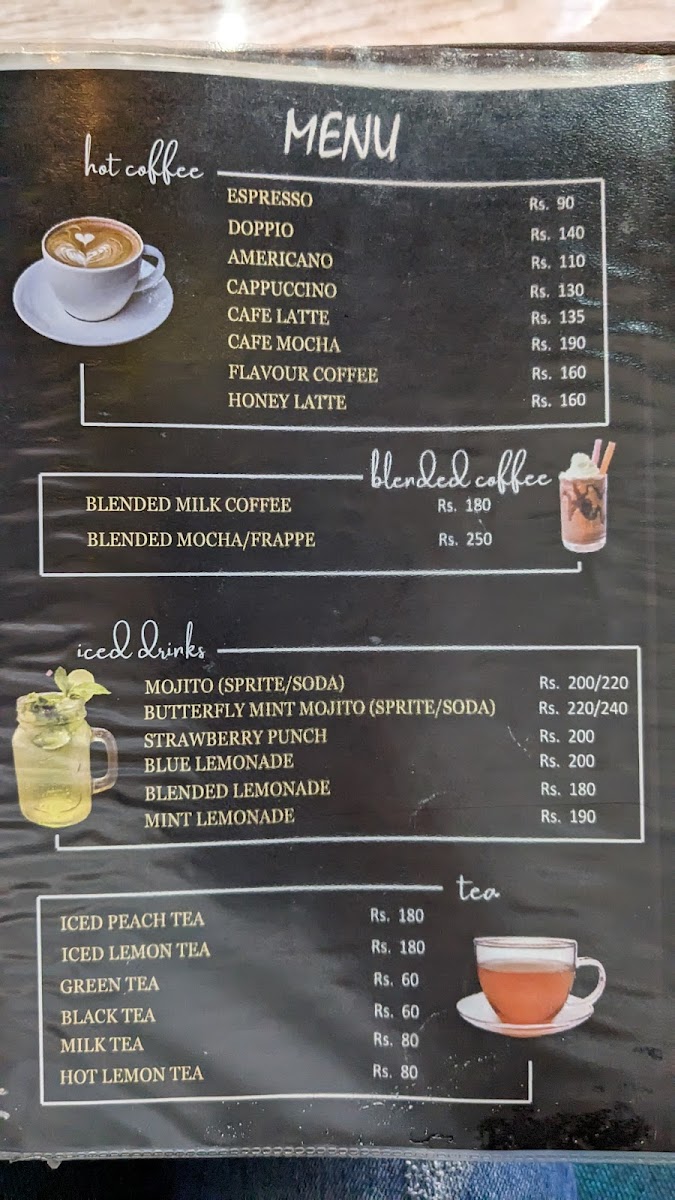 MENU
hot coffee
ESPRESSO Rs. 90
DOPPIO Rs. 140
AMERICANO Rs. 110
CAPPUCCINO Rs. 130
CAFE LATTE Rs. 135
CAFE MOCHA Rs. 190
FLAVOUR COFFEE Rs. 160
HONEY LATTE Rs. 160
blended coffee
BLENDED MILK COFFEE Rs. 180
BLENDED MOCHA/FRAPPE Rs. 250
iced drinks
MOJITO (SPRITE/SODA) Rs. 200/220
BUTTERFLY MINT MOJITO (SPRITE/SODA) Rs. 220/240
STRAWBERRY PUNCH Rs. 200
BLUE LEMONADE Rs. 200
BLENDED LEMONADE Rs. 180
MINT LEMONADE Rs. 190
tea
ICED PEACH TEA Rs. 180
ICED LEMON TEA Rs. 180
GREEN TEA Rs. 60
BLACK TEA Rs. 60
MILK TEA Rs. 80
HOT LEMON TEA Rs. 80